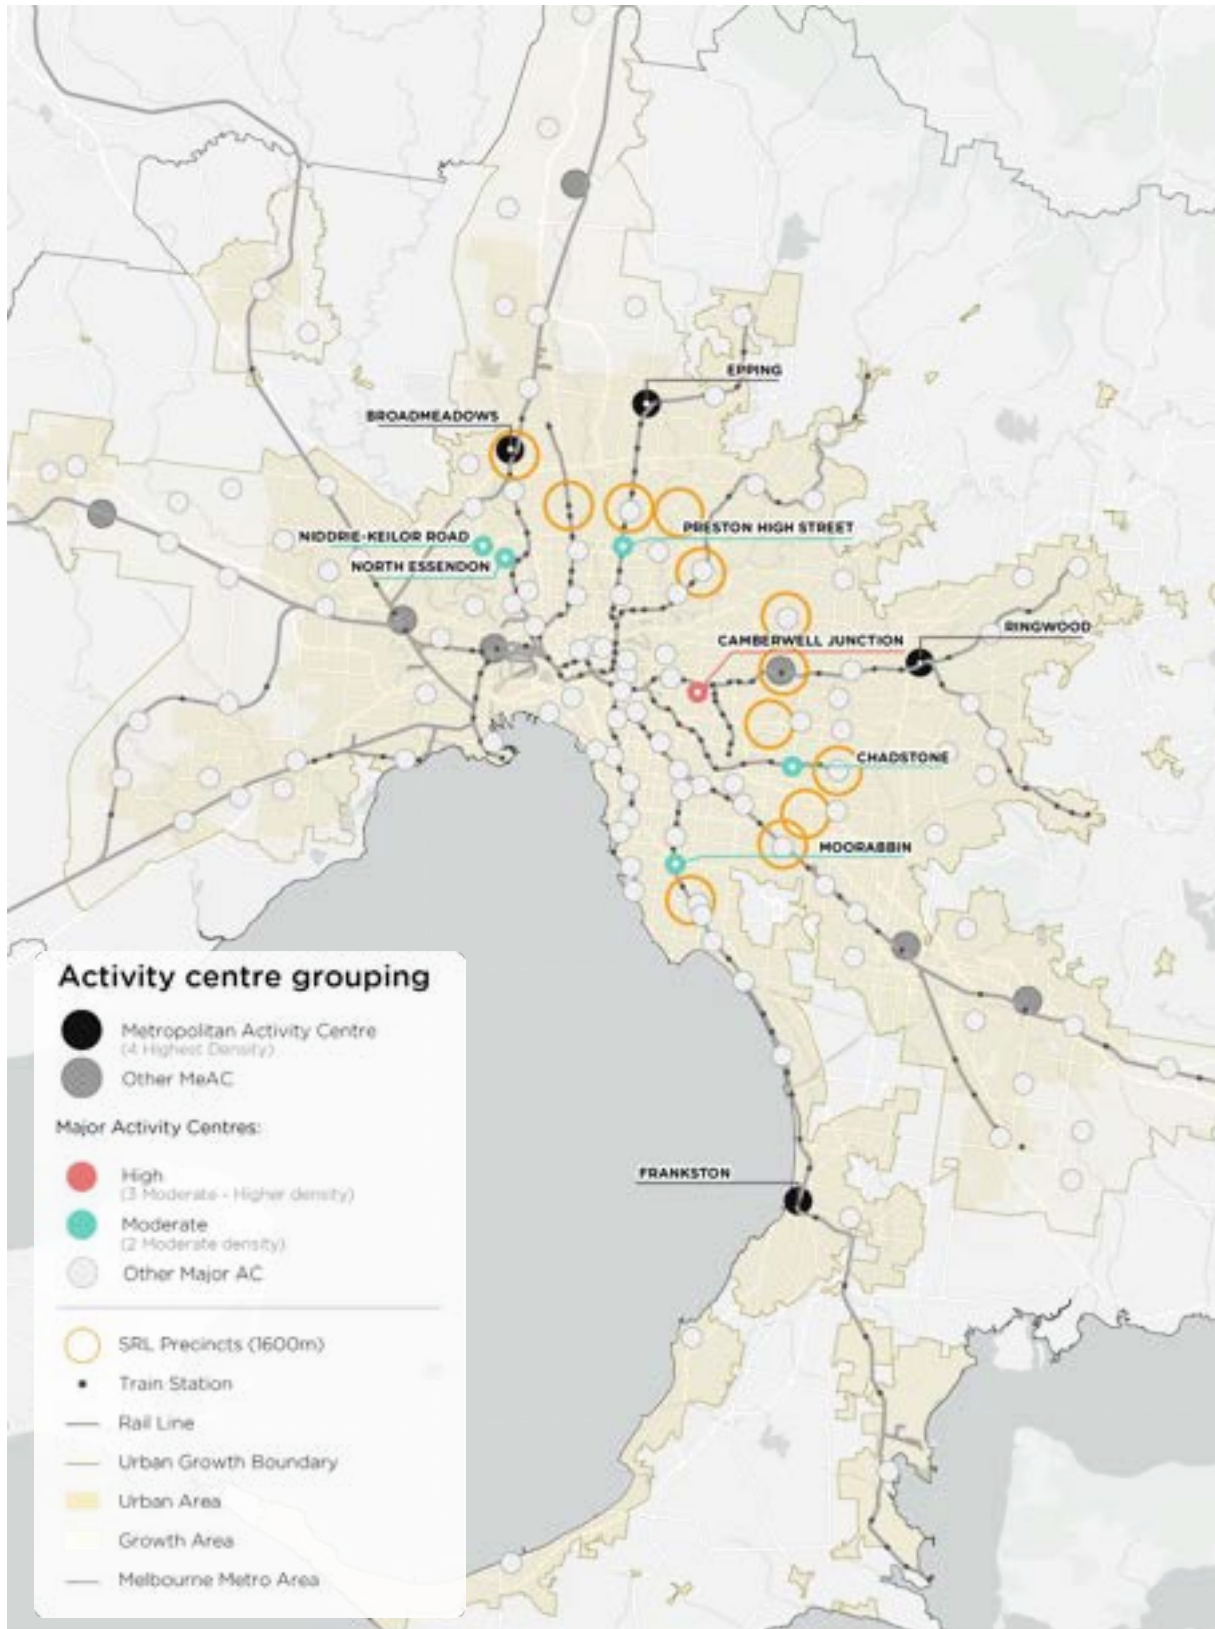 EPPING
BROADMEADOWS
NIDDRIE-KEILOR ROAD
PRESTON HIGH STREET
NORTH ESSENDON
RINGWOOD
CAMBERWELL JUNCTION
CHADSTONE
MOORABBIN
FRANKSTON
Activity centre grouping
Metropolitan Activity Centre
(4 Highest Density)
Other MeAC
Major Activity Centres:
High
(3 Moderate - Higher density)
Moderate
(2 Moderate density)
Other Major AC
SRL Precincts (1600m)
Train Station
Rail Line
Urban Growth Boundary
Urban Area
Growth Area
Melbourne Metro Area